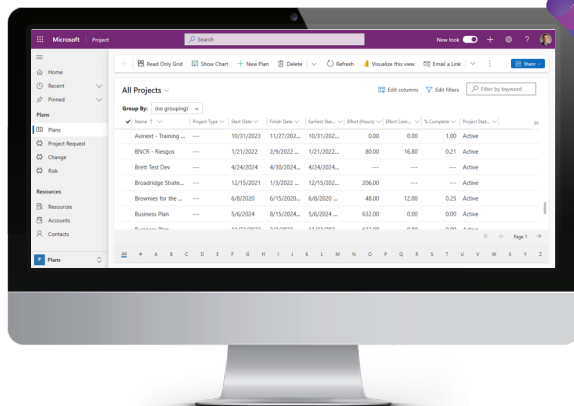 Microsoft Project Search New look ?
Read Only Grid Show Chart + New Plan Delete Refresh Visualize this view Email a Link Share
Home
Recent
Pinned
Plans
Plans
Project Request
Change
Risk
Resources
Resources
Accounts
Contacts
P Plans
All Projects Edit columns Edit filters Filter by keyword
Group By: (no grouping)
Name ↑ Project Type Start Date Finish Date Earliest Star... Effort (Hours) Effort Com... % Complete Project Stat...
Avinext - Training ... --- 10/31/2023 11/27/202... 10/31/202... 0.00 0.00 1.00 Active
BNCR - Riesgos --- 1/21/2022 2/9/2022 ... 1/21/2022... 80.00 16.80 0.21 Active
Brett Test Dev --- 4/24/2024 4/30/2024... 4/24/2024... --- --- --- Active
Broadridge Strate... --- 12/15/2021 1/3/2022 ... 12/15/202... 206.00 --- --- Active
Brownies for the ... --- 6/8/2020 6/15/2020... 6/8/2020 ... 48.00 12.00 0.25 Active
Business Plan --- 5/6/2024 8/15/2024... 5/6/2024 ... 632.00 0.00 0.00 Active
Page 1
All # A B C D E F G H I J K L M N O P Q R S T U V W X Y Z